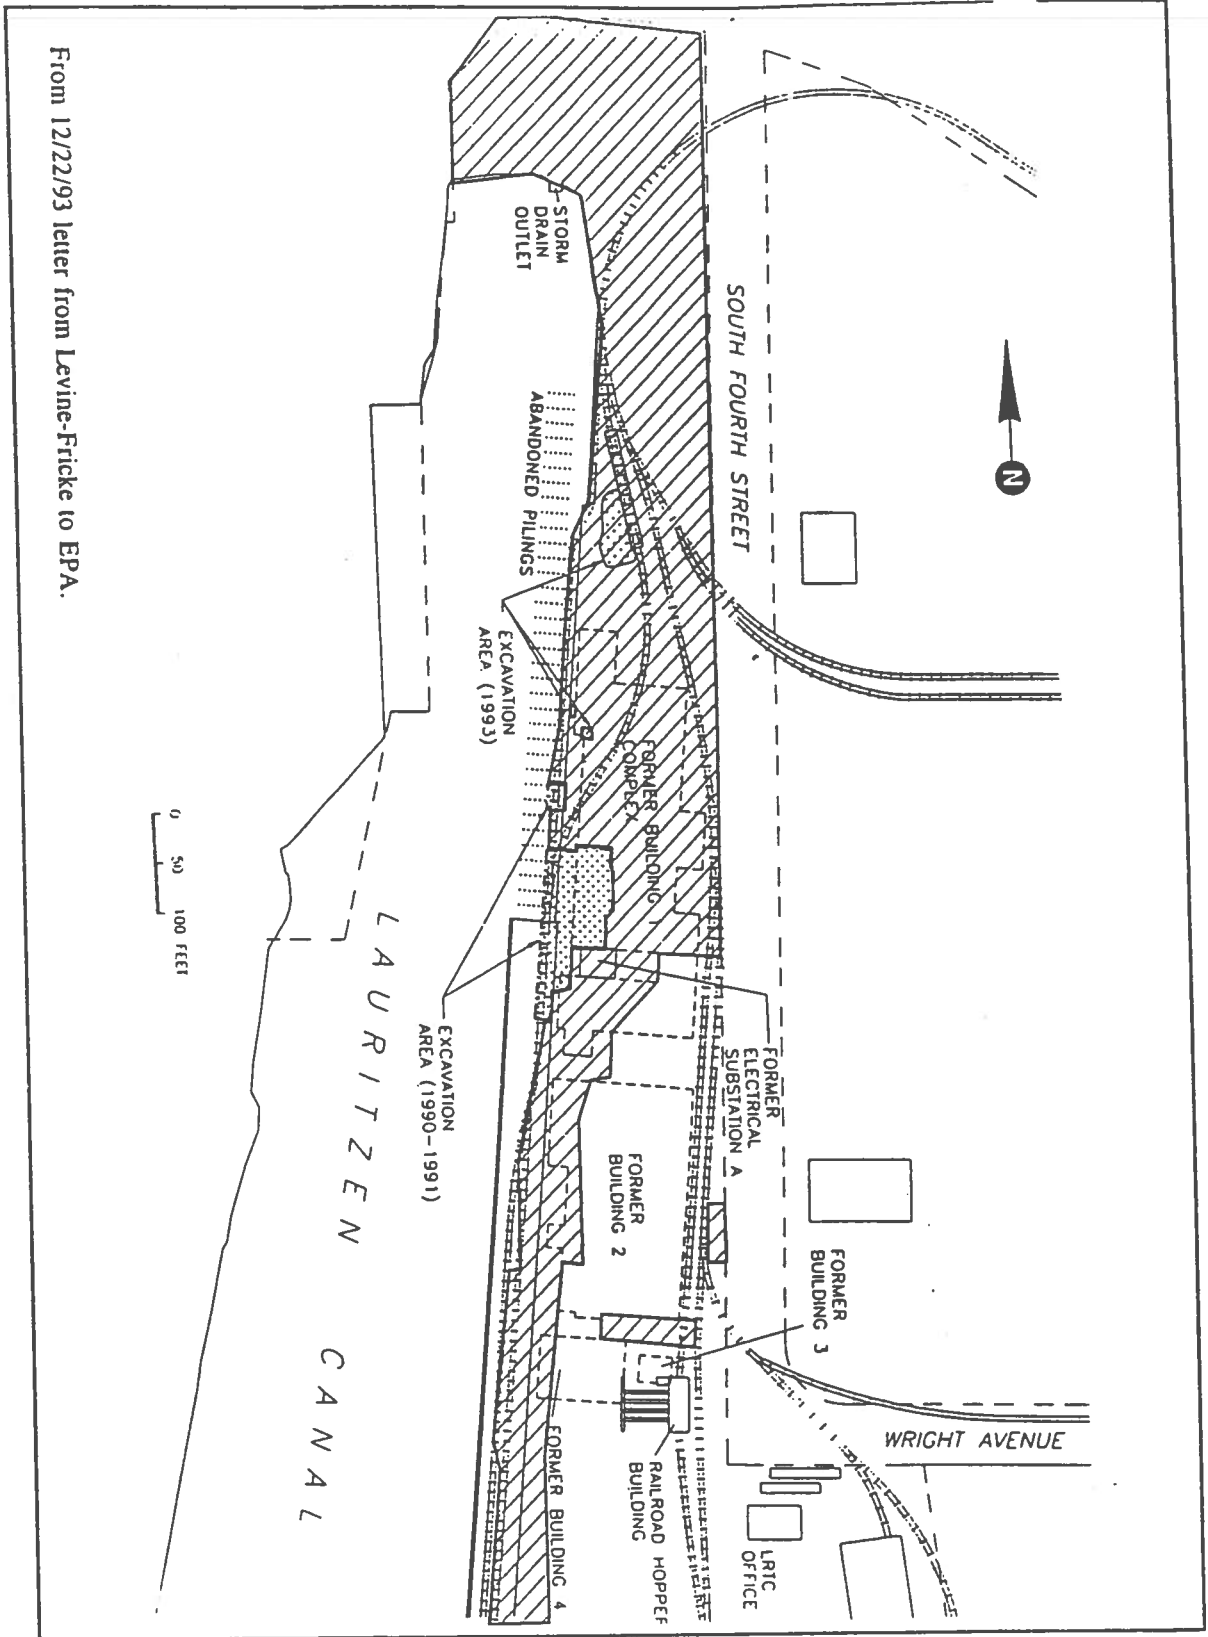 SOUTH FOURTH STREET
N
STORM
DRAIN
OUTLET
ABANDONED PILINGS
EXCAVATION
AREA (1993)
FORMER BUILDING
COMPLEX
FORMER
ELECTRICAL
SUBSTATION A
FORMER
BUILDING 2
FORMER
BUILDING 3
WRIGHT AVENUE
LRTC
OFFICE
RAILROAD HOPPER
BUILDING
FORMER BUILDING 4
EXCAVATION
AREA (1990-1991)
LAURITZEN CANAL
0 50 100 FEET
From 12/22/93 letter from Levine-Fricke to EPA.